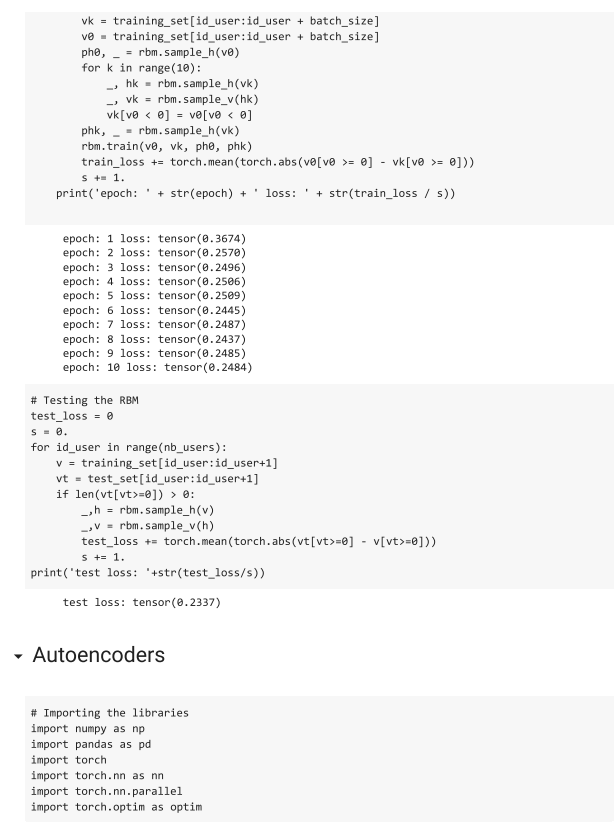 vk = training_set[id_user:id_user + batch_size]
v0 = training_set[id_user:id_user + batch_size]
ph0, _ = rbm.sample_h(v0)
for k in range(10):
_, hk = rbm.sample_h(vk)
_, vk = rbm.sample_v(hk)
vk[v0 < 0] = v0[v0 < 0]
phk, _ = rbm.sample_h(vk)
rbm.train(v0, vk, ph0, phk)
train_loss += torch.mean(torch.abs(v0[v0 >= 0] - vk[v0 >= 0]))
s += 1.
print('epoch: ' + str(epoch) + ' loss: ' + str(train_loss / s))
epoch: 1 loss: tensor(0.3674)
epoch: 2 loss: tensor(0.2570)
epoch: 3 loss: tensor(0.2496)
epoch: 4 loss: tensor(0.2506)
epoch: 5 loss: tensor(0.2509)
epoch: 6 loss: tensor(0.2445)
epoch: 7 loss: tensor(0.2487)
epoch: 8 loss: tensor(0.2437)
epoch: 9 loss: tensor(0.2485)
epoch: 10 loss: tensor(0.2484)
# Testing the RBM
test_loss = 0
s = 0.
for id_user in range(nb_users):
v = training_set[id_user:id_user+1]
vt = test_set[id_user:id_user+1]
if len(vt[vt>=0]) > 0:
_,h = rbm.sample_h(v)
_,v = rbm.sample_v(h)
test_loss += torch.mean(torch.abs(vt[vt>=0] - v[vt>=0]))
s += 1.
print('test loss: '+str(test_loss/s))
test loss: tensor(0.2337)
Autoencoders
# Importing the libraries
import numpy as np
import pandas as pd
import torch
import torch.nn as nn
import torch.nn.parallel
import torch.optim as optim